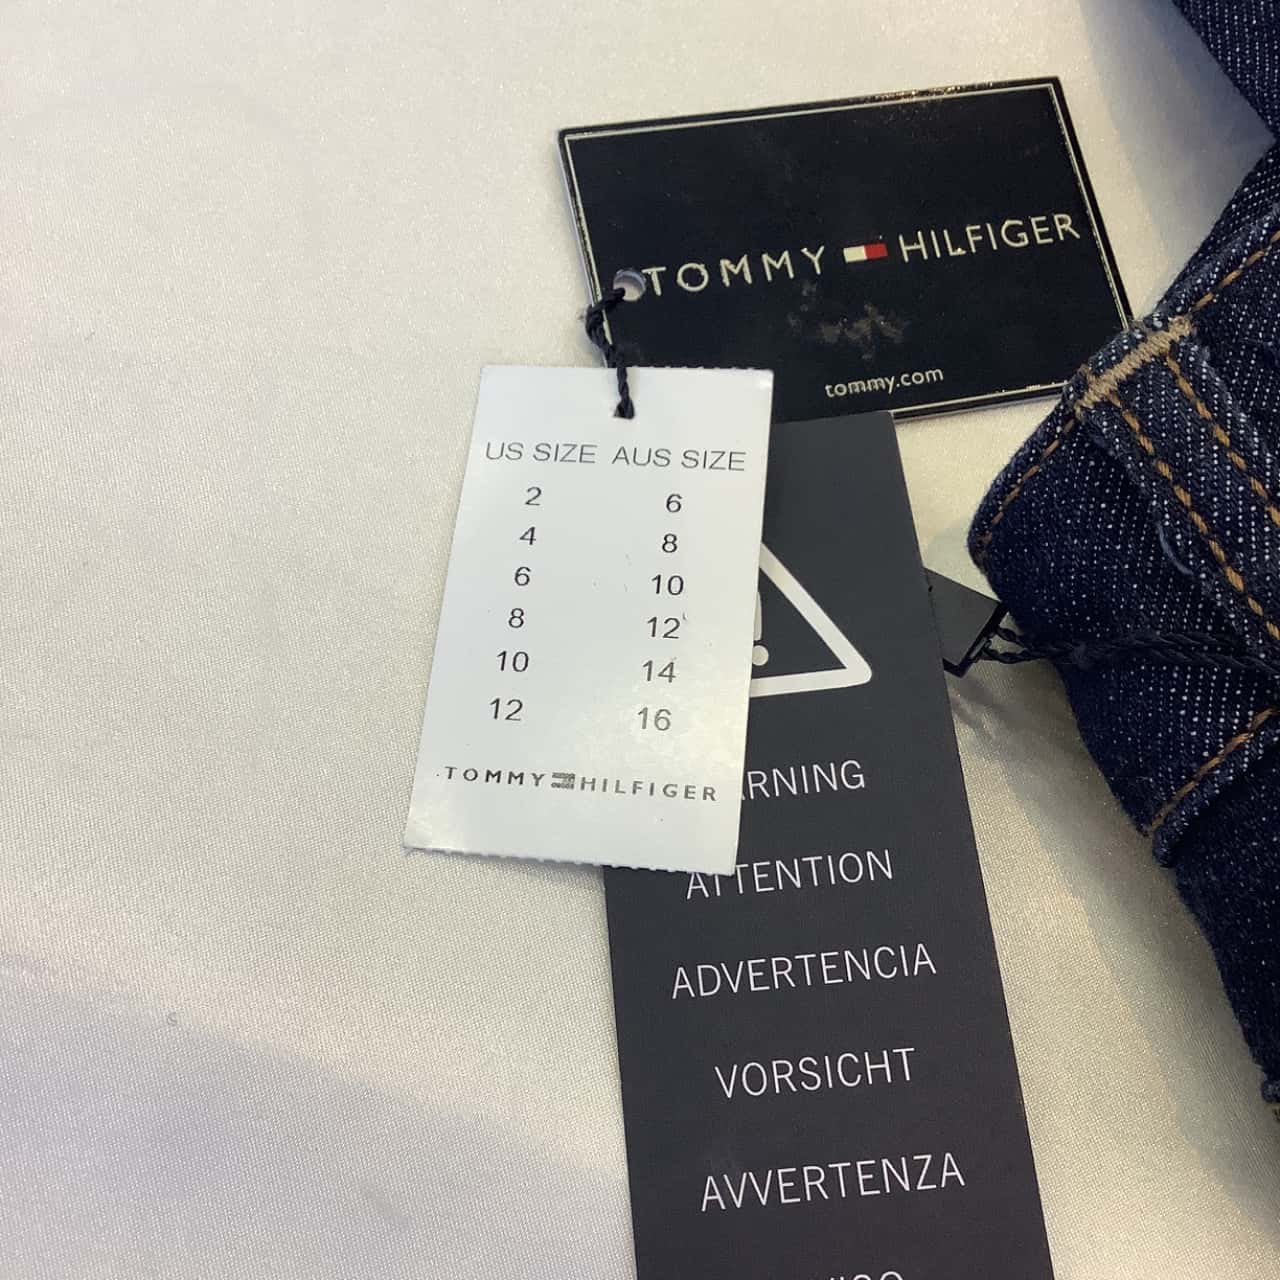 TOMMY HILFIGER
tommy.com
US SIZE AUS SIZE
2 6
4 8
6 10
8 12
10 14
12 16
TOMMY HILFIGER
RNING
ATTENTION
ADVERTENCIA
VORSICHT
AVVERTENZA